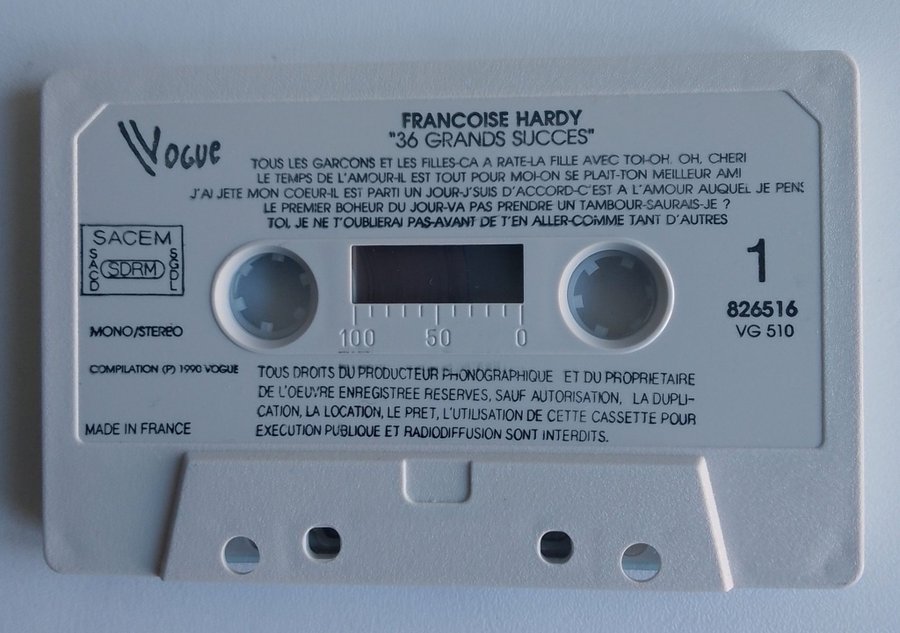 Vogue
FRANCOISE HARDY
"36 GRANDS SUCCES"
TOUS LES GARCONS ET LES FILLES-CA A RATE-LA FILLE AVEC TOI-OH, OH, CHERI
LE TEMPS DE L'AMOUR-IL EST TOUT POUR MOI-ON SE PLAIT-TON MEILLEUR AMI
J'AI JETE MON COEUR-IL EST PARTI UN JOUR-J'SUIS D'ACCORD-C'EST A L'AMOUR AUQUEL JE PENS
LE PREMIER BOHEUR DU JOUR-VA PAS PRENDRE UN TAMBOUR-SAURAIS-JE ?
TOI, JE NE T'OUBLIERAI PAS-AVANT DE T'EN ALLER-COMME TANT D'AUTRES
SACEM
SACD
SDRM
SGDL
1
826516
VG 510
MONO/STEREO
100 50 0
COMPILATION (P) 1990 VOGUE
MADE IN FRANCE
TOUS DROITS DU PRODUCTEUR PHONOGRAPHIQUE ET DU PROPRIETAIRE
DE L'OEUVRE ENREGISTREE RESERVES, SAUF AUTORISATION, LA DUPLI-
CATION, LA LOCATION, LE PRET, L'UTILISATION DE CETTE CASSETTE POUR
EXECUTION PUBLIQUE ET RADIODIFFUSION SONT INTERDITS.